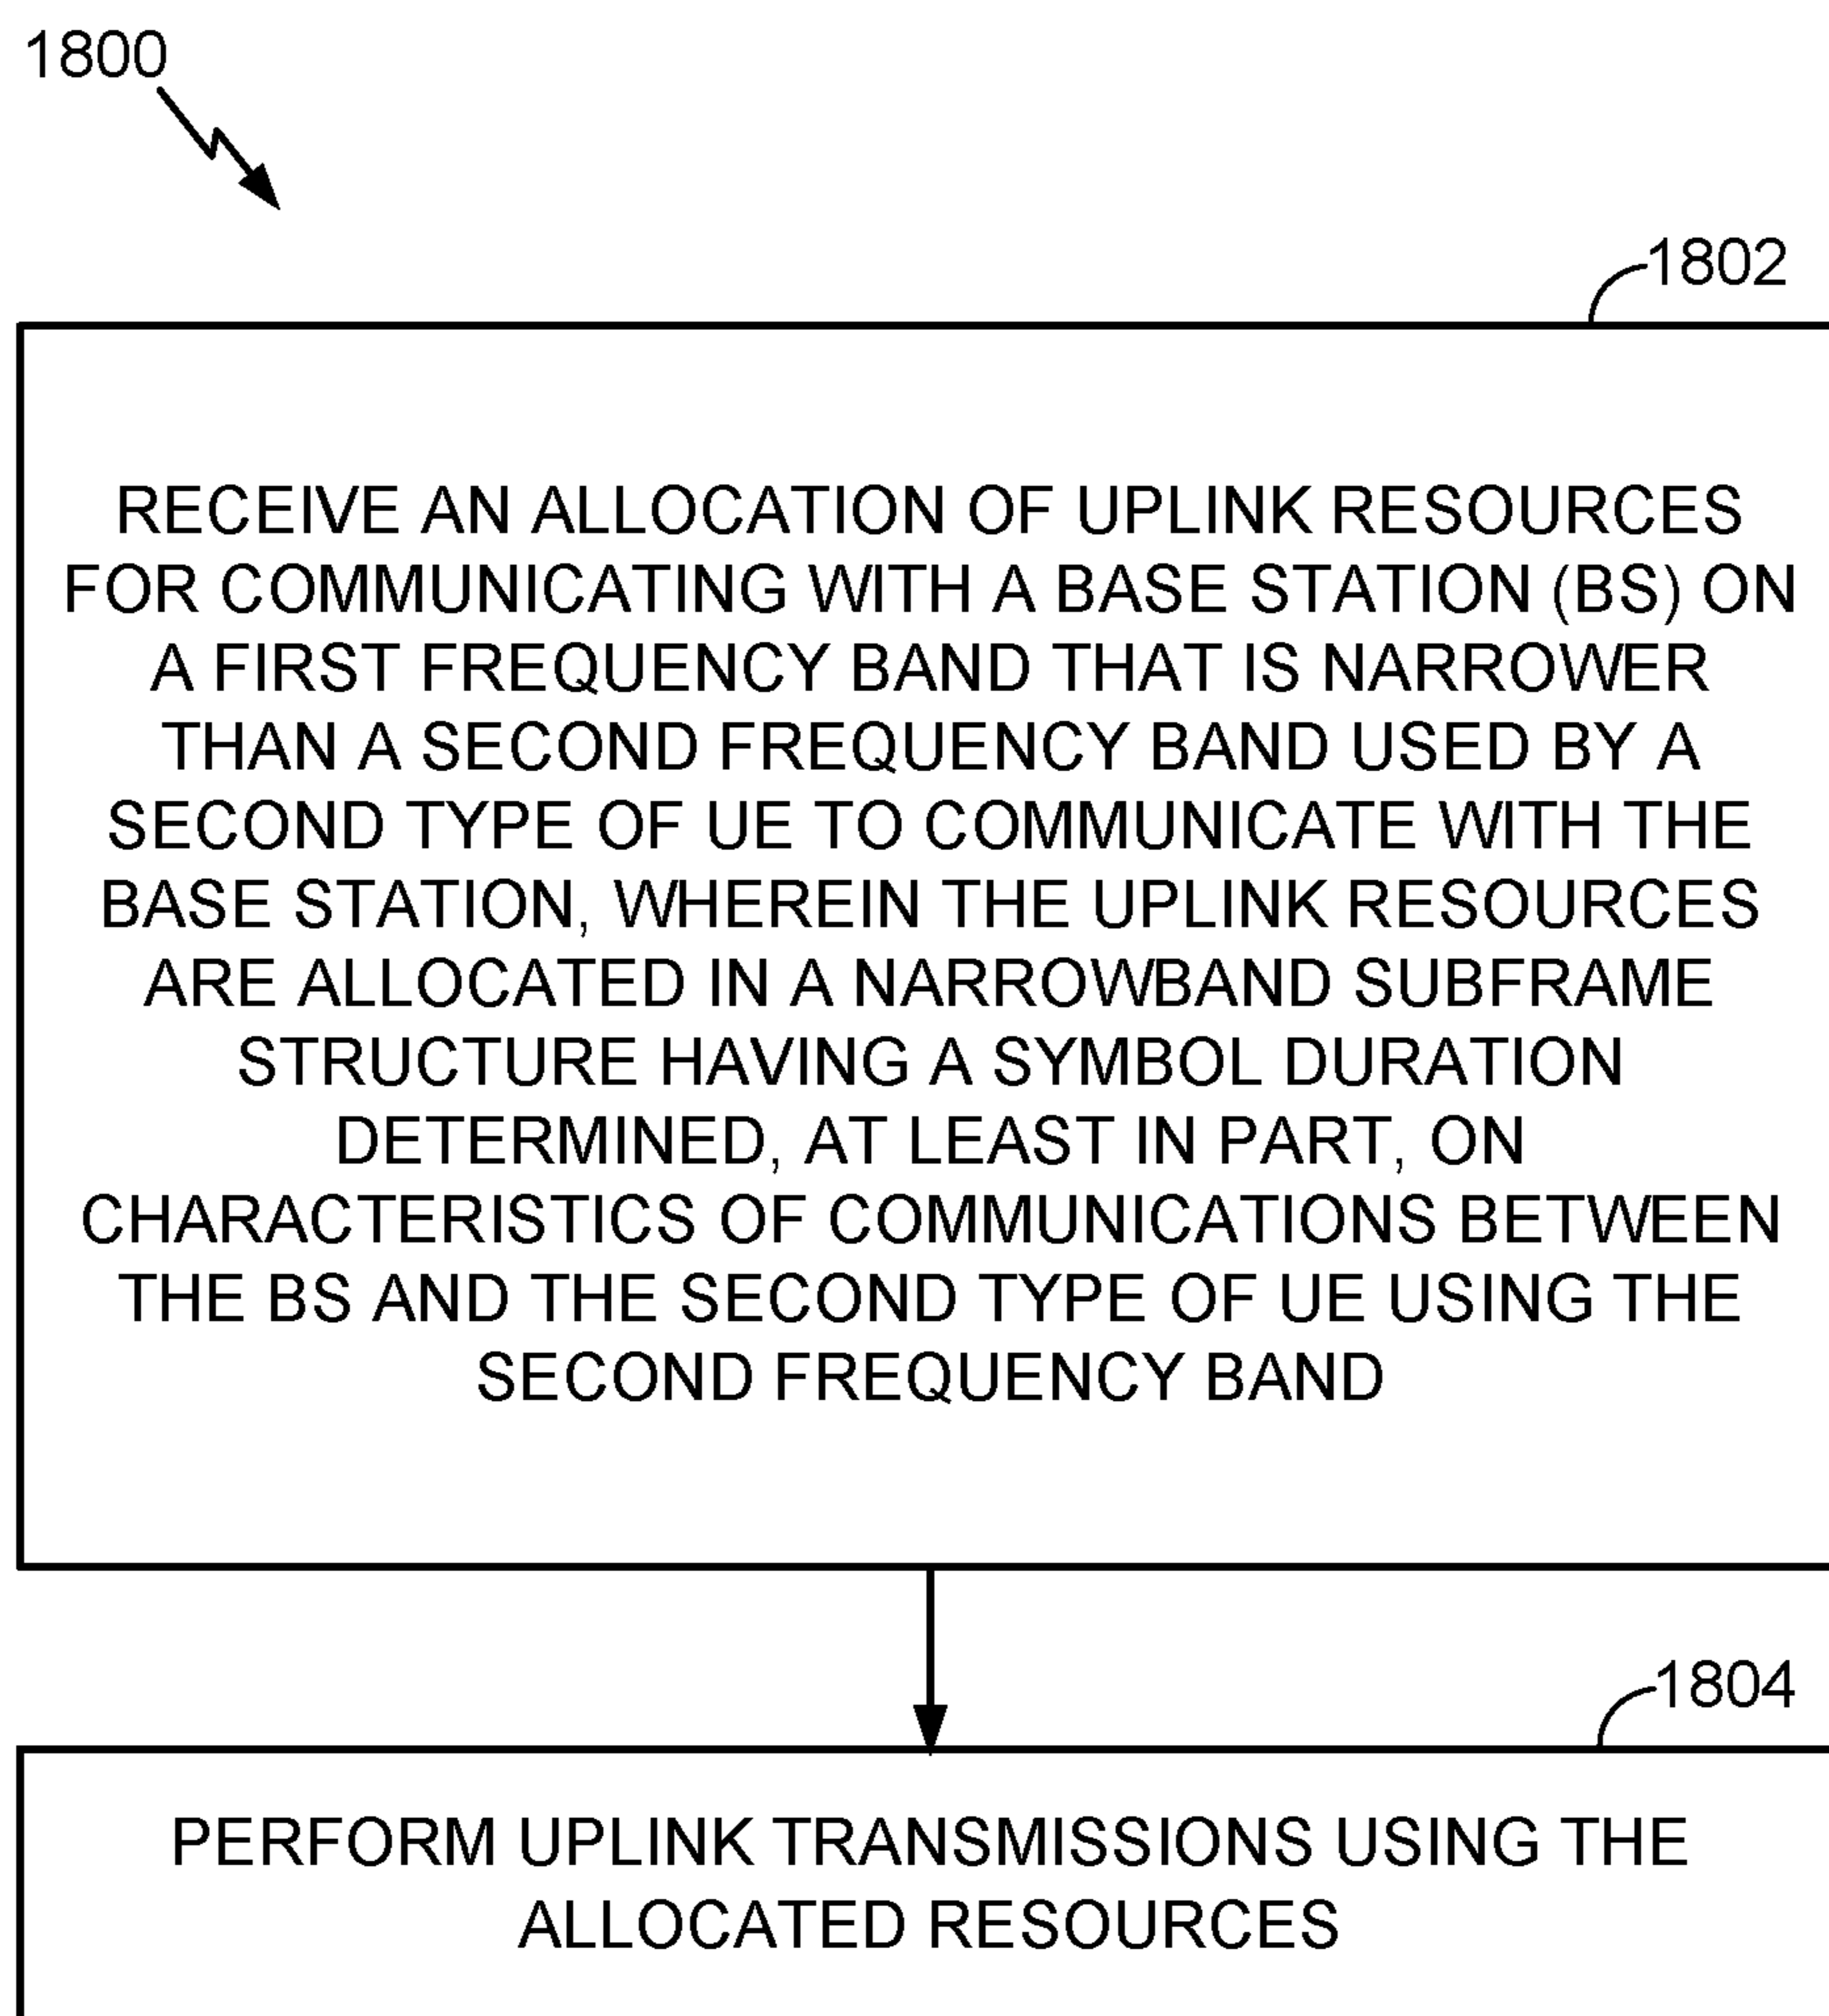 1800
1802
RECEIVE AN ALLOCATION OF UPLINK RESOURCES
FOR COMMUNICATING WITH A BASE STATION (BS) ON
A FIRST FREQUENCY BAND THAT IS NARROWER
THAN A SECOND FREQUENCY BAND USED BY A
SECOND TYPE OF UE TO COMMUNICATE WITH THE
BASE STATION, WHEREIN THE UPLINK RESOURCES
ARE ALLOCATED IN A NARROWBAND SUBFRAME
STRUCTURE HAVING A SYMBOL DURATION
DETERMINED, AT LEAST IN PART, ON
CHARACTERISTICS OF COMMUNICATIONS BETWEEN
THE BS AND THE SECOND TYPE OF UE USING THE
SECOND FREQUENCY BAND
1804
PERFORM UPLINK TRANSMISSIONS USING THE
ALLOCATED RESOURCES